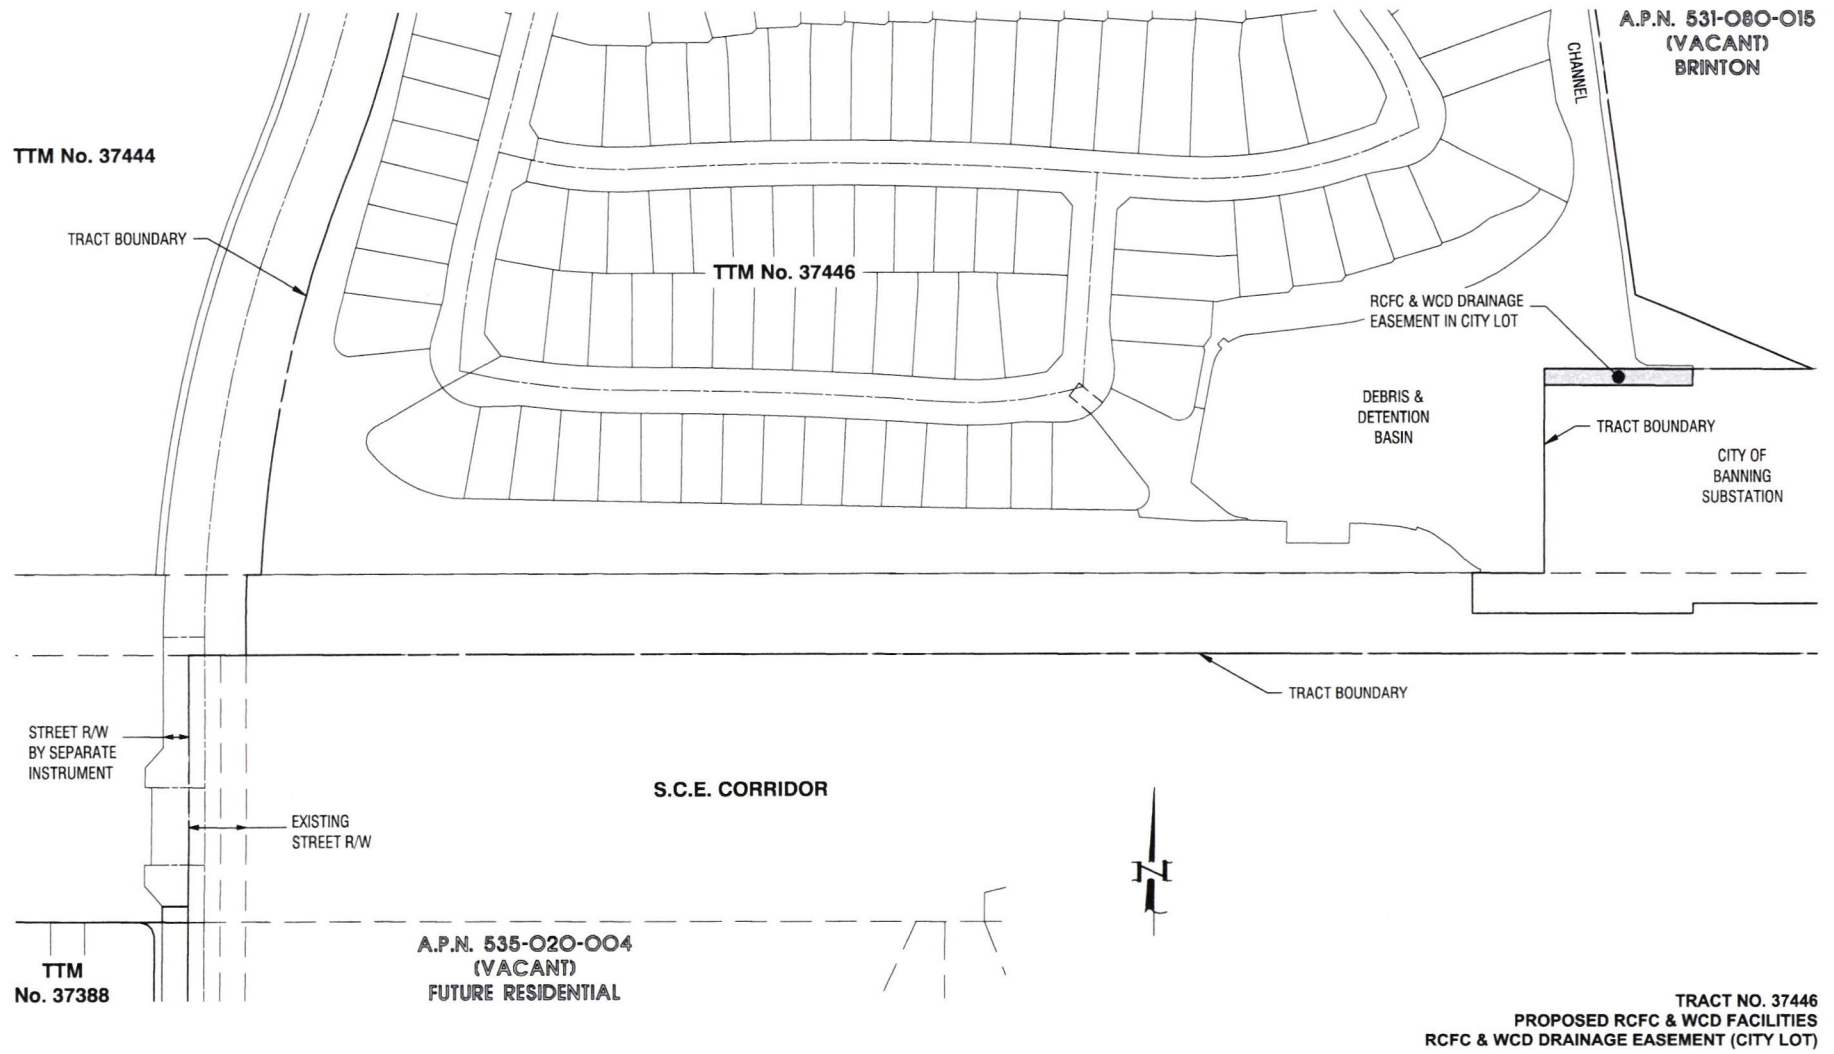 A.P.N. 531-080-015
(VACANT)
BRINTON
CHANNEL
TTM No. 37444
TRACT BOUNDARY
TTM No. 37446
RCFC & WCD DRAINAGE
EASEMENT IN CITY LOT
DEBRIS &
DETENTION
BASIN
TRACT BOUNDARY
CITY OF
BANNING
SUBSTATION
TRACT BOUNDARY
STREET R/W
BY SEPARATE
INSTRUMENT
S.C.E. CORRIDOR
EXISTING
STREET R/W
N
A.P.N. 535-020-004
(VACANT)
FUTURE RESIDENTIAL
TTM
No. 37388
TRACT NO. 37446
PROPOSED RCFC & WCD FACILITIES
RCFC & WCD DRAINAGE EASEMENT (CITY LOT)